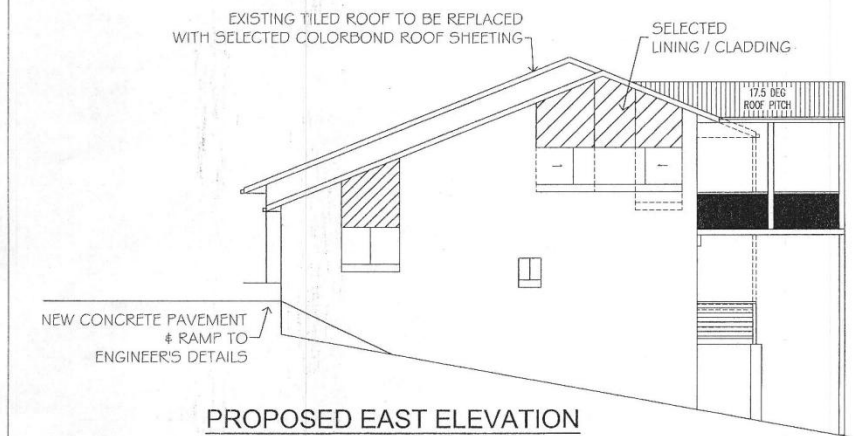 EXISTING TILED ROOF TO BE REPLACED
WITH SELECTED COLORBOND ROOF SHEETING
SELECTED
LINING / CLADDING
17.5 DEG
ROOF PITCH
NEW CONCRETE PAVEMENT
& RAMP TO
ENGINEER'S DETAILS
PROPOSED EAST ELEVATION